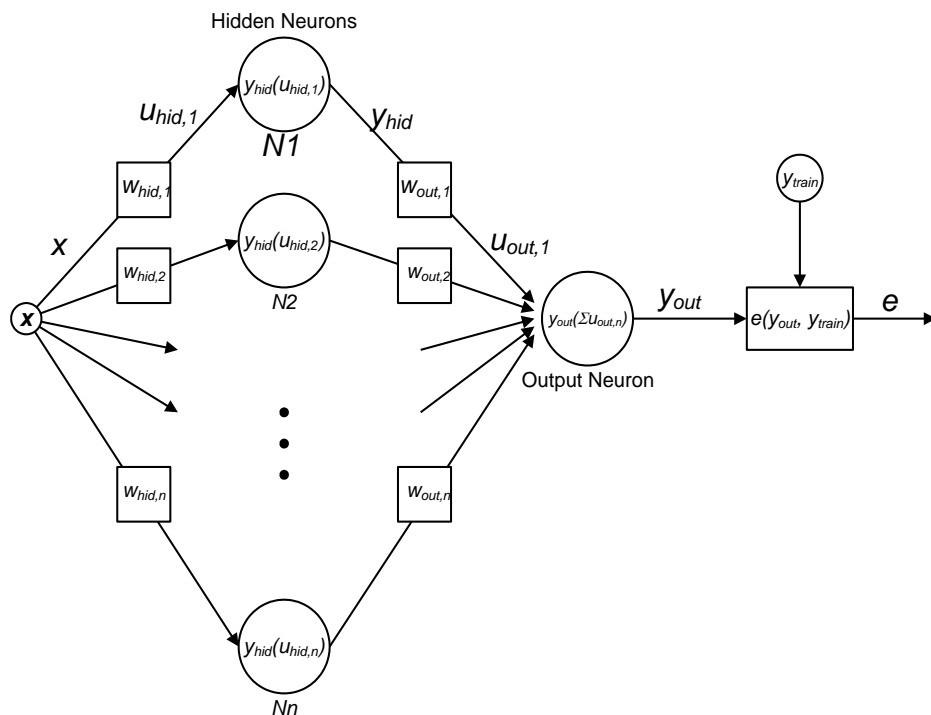 Hidden Neurons
y_hid(u_hid,1)
N1
u_hid,1
y_hid
w_hid,1
w_out,1
y_train
x
y_hid(u_hid,2)
u_out,1
w_hid,2
w_out,2
N2
x
y_out(Σu_out,n)
y_out
e(y_out, y_train)
e
Output Neuron
w_hid,n
w_out,n
y_hid(u_hid,n)
Nn